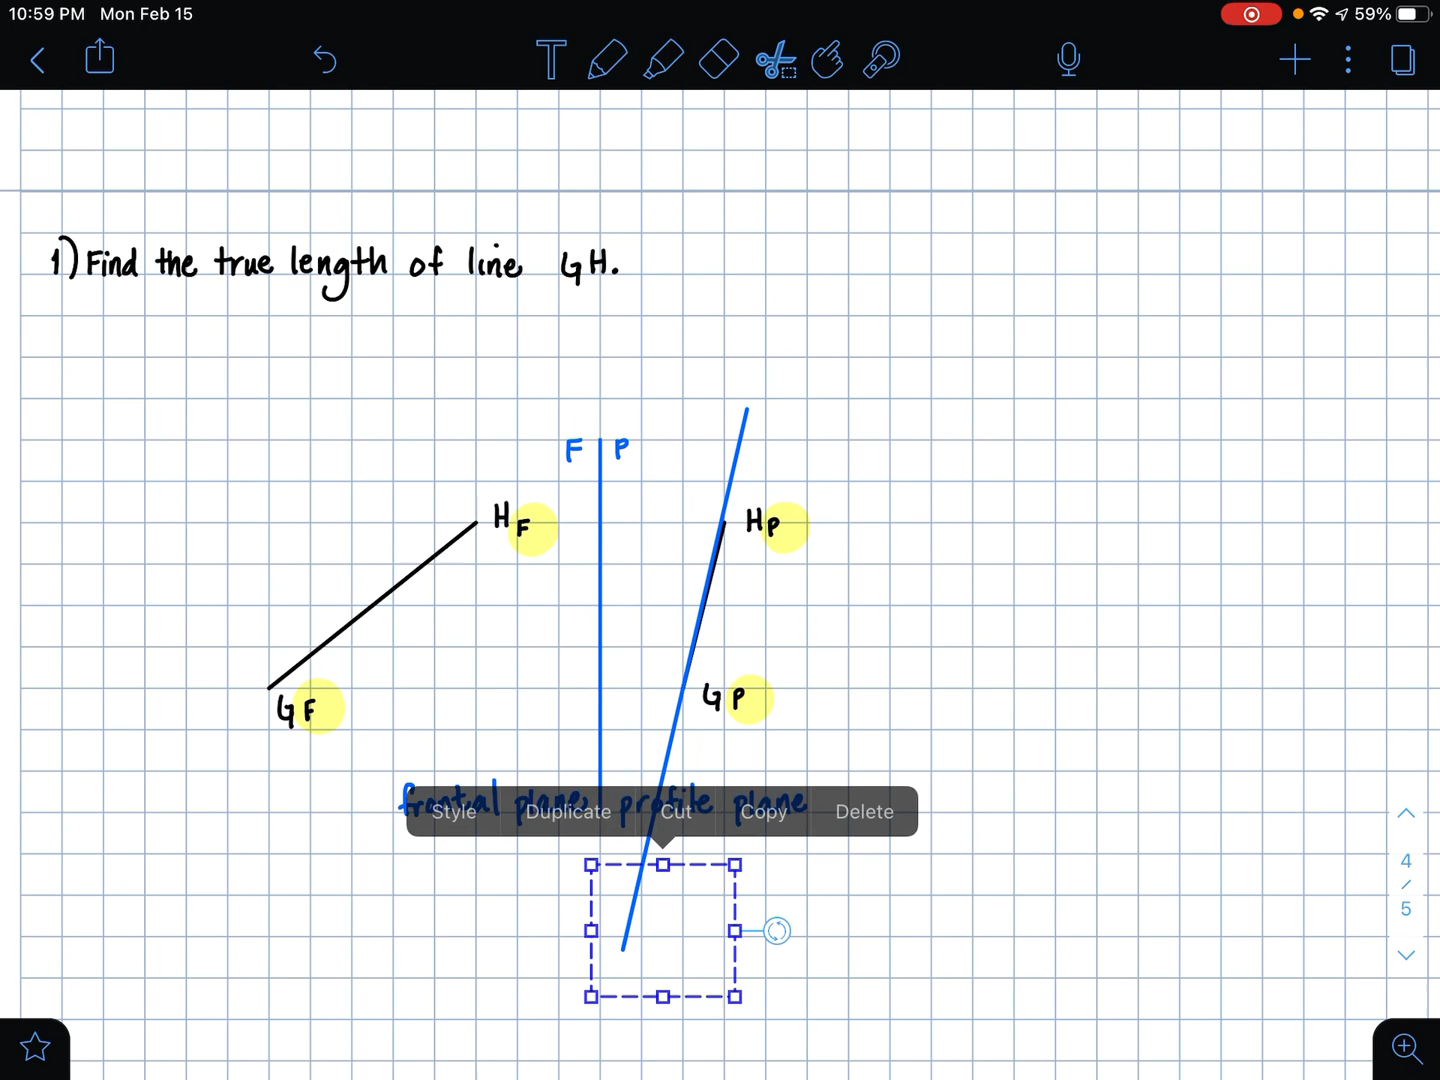 10:59 PM Mon Feb 15
59%
1) Find the true length of line GH.
F P
HF
HP
GF
GP
frontal plane profile plane
Style Duplicate Cut Copy Delete
4
/
5